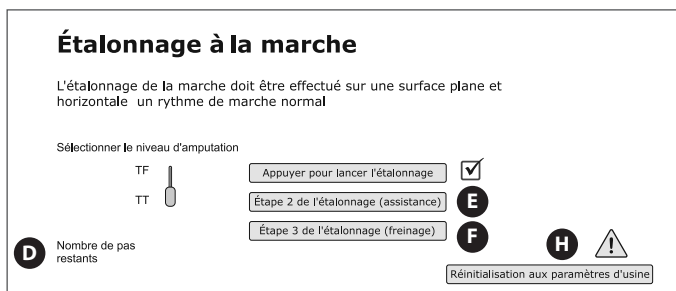 Étalonnage à la marche
L'étalonnage de la marche doit être effectué sur une surface plane et
horizontale un rythme de marche normal
Sélectionner le niveau d'amputation
TF
Appuyer pour lancer l'étalonnage
TT
Étape 2 de l'étalonnage (assistance)
E
Étape 3 de l'étalonnage (freinage)
F
D
Nombre de pas
restants
H
Réinitialisation aux paramètres d'usine